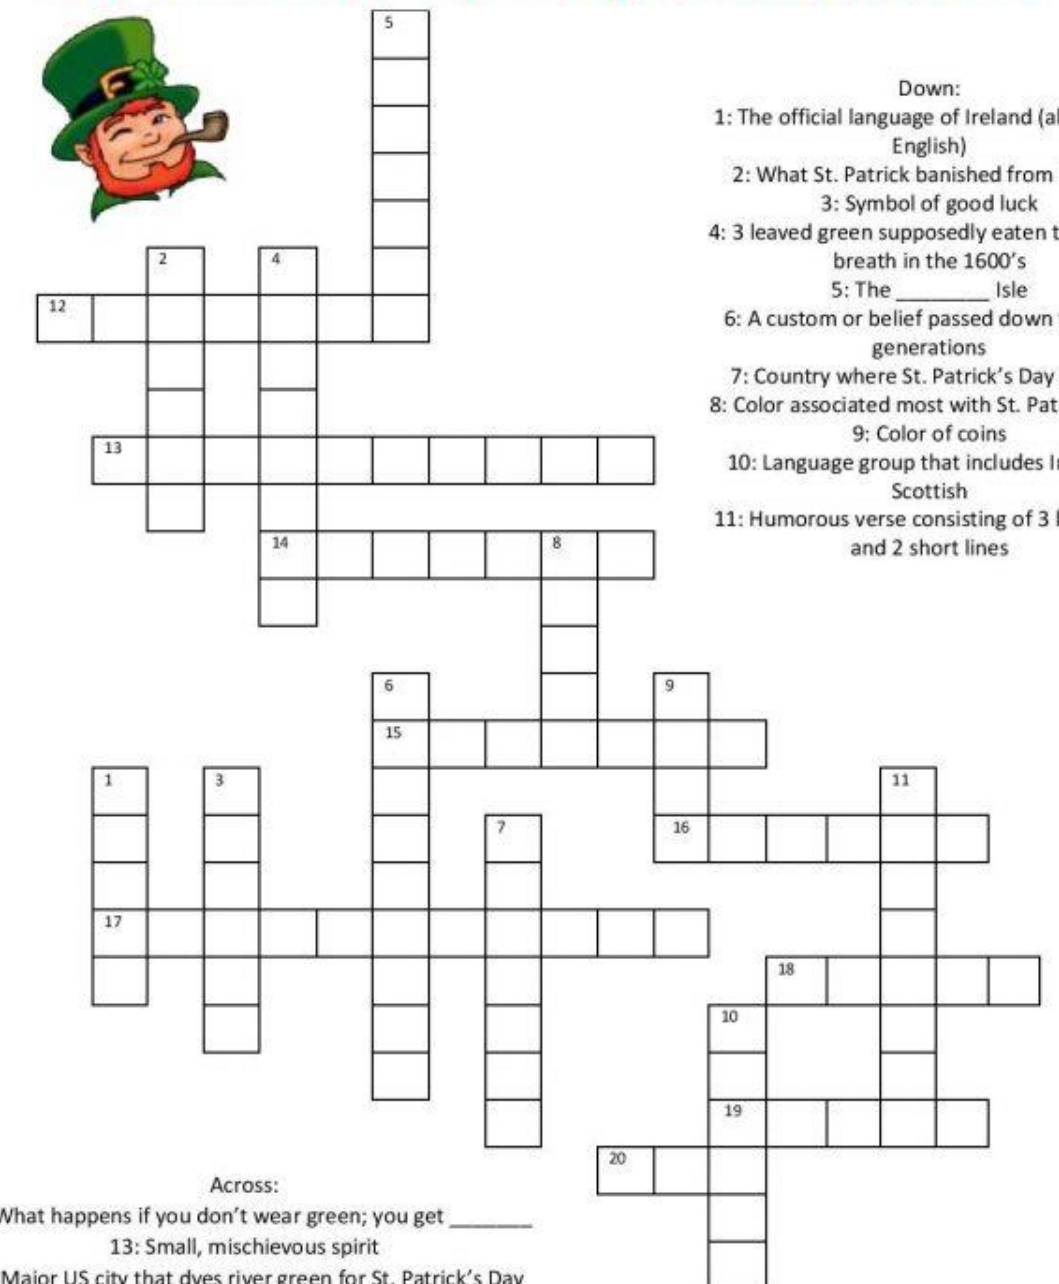 5
Down:
1: The official language of Ireland
English)
2: What St. Patrick banished from
3: Symbol of good luck
4: 3 leaved green supposedly eaten
breath in the 1600's
5: The ________ Isle
6: A custom or belief passed down
generations
7: Country where St. Patrick's Day
8: Color associated most with St.
9: Color of coins
10: Language group that includes
Scottish
11: Humorous verse consisting of 3
and 2 short lines
2 4
12
13
14 8
6 9
15
1 3 11
7 16
17
18
10
19
20
Across:
What happens if you don't wear green; you get _______
13: Small, mischievous spirit
Major US city that dyes river green for St. Patrick's Day